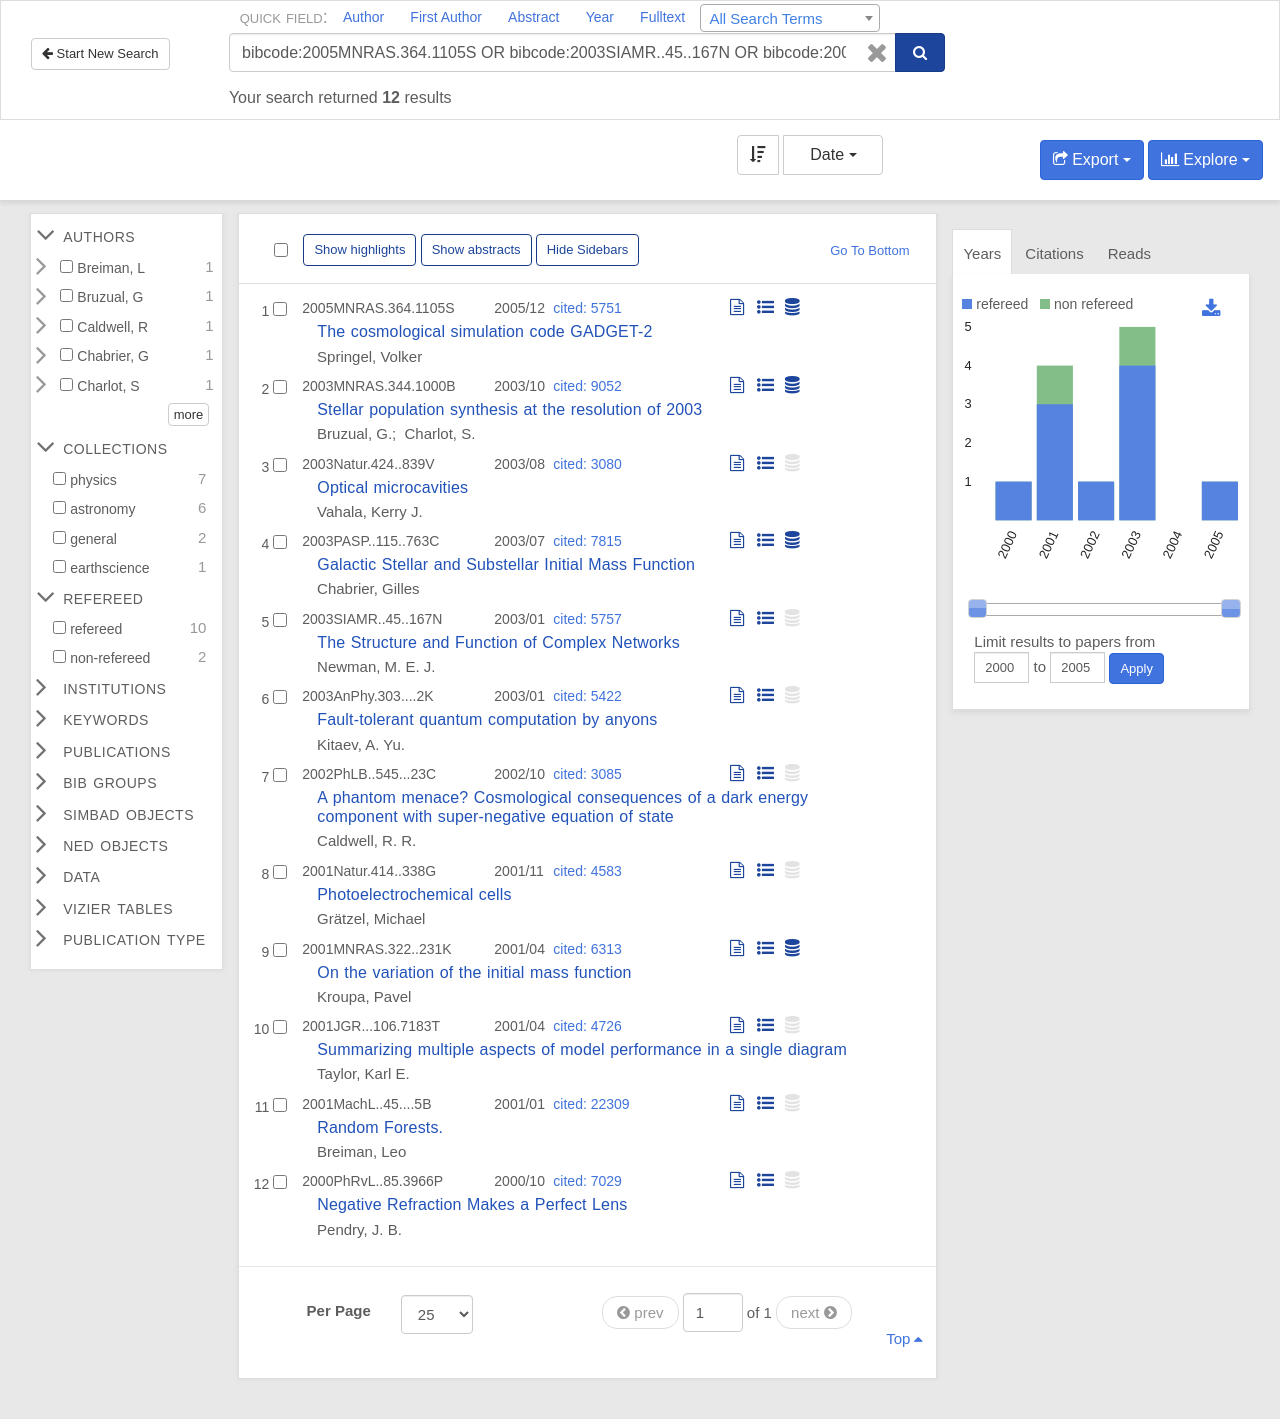 QUICK FIELD: Author First Author Abstract Year Fulltext All Search Terms
Start New Search
bibcode:2005MNRAS.364.1105S OR bibcode:2003SIAMR..45..167N OR bibcode:200
Your search returned 12 results
Date
Export Explore
AUTHORS
Breiman, L 1
Bruzual, G 1
Caldwell, R 1
Chabrier, G 1
Charlot, S 1
more
COLLECTIONS
physics 7
astronomy 6
general 2
earthscience 1
REFEREED
refereed 10
non-refereed 2
INSTITUTIONS
KEYWORDS
PUBLICATIONS
BIB GROUPS
SIMBAD OBJECTS
NED OBJECTS
DATA
VIZIER TABLES
PUBLICATION TYPE
Show highlights Show abstracts Hide Sidebars Go To Bottom
1 2005MNRAS.364.1105S 2005/12 cited: 5751
The cosmological simulation code GADGET-2
Springel, Volker
2 2003MNRAS.344.1000B 2003/10 cited: 9052
Stellar population synthesis at the resolution of 2003
Bruzual, G.; Charlot, S.
3 2003Natur.424..839V 2003/08 cited: 3080
Optical microcavities
Vahala, Kerry J.
4 2003PASP..115..763C 2003/07 cited: 7815
Galactic Stellar and Substellar Initial Mass Function
Chabrier, Gilles
5 2003SIAMR..45..167N 2003/01 cited: 5757
The Structure and Function of Complex Networks
Newman, M. E. J.
6 2003AnPhy.303....2K 2003/01 cited: 5422
Fault-tolerant quantum computation by anyons
Kitaev, A. Yu.
7 2002PhLB..545...23C 2002/10 cited: 3085
A phantom menace? Cosmological consequences of a dark energy
component with super-negative equation of state
Caldwell, R. R.
8 2001Natur.414..338G 2001/11 cited: 4583
Photoelectrochemical cells
Grätzel, Michael
9 2001MNRAS.322..231K 2001/04 cited: 6313
On the variation of the initial mass function
Kroupa, Pavel
10 2001JGR...106.7183T 2001/04 cited: 4726
Summarizing multiple aspects of model performance in a single diagram
Taylor, Karl E.
11 2001MachL..45....5B 2001/01 cited: 22309
Random Forests.
Breiman, Leo
12 2000PhRvL..85.3966P 2000/10 cited: 7029
Negative Refraction Makes a Perfect Lens
Pendry, J. B.
Per Page 25 prev 1 of 1 next
Top
Years Citations Reads
refereed non refereed
5
4
3
2
1
2000 2001 2002 2003 2004 2005
Limit results to papers from
2000 to 2005 Apply